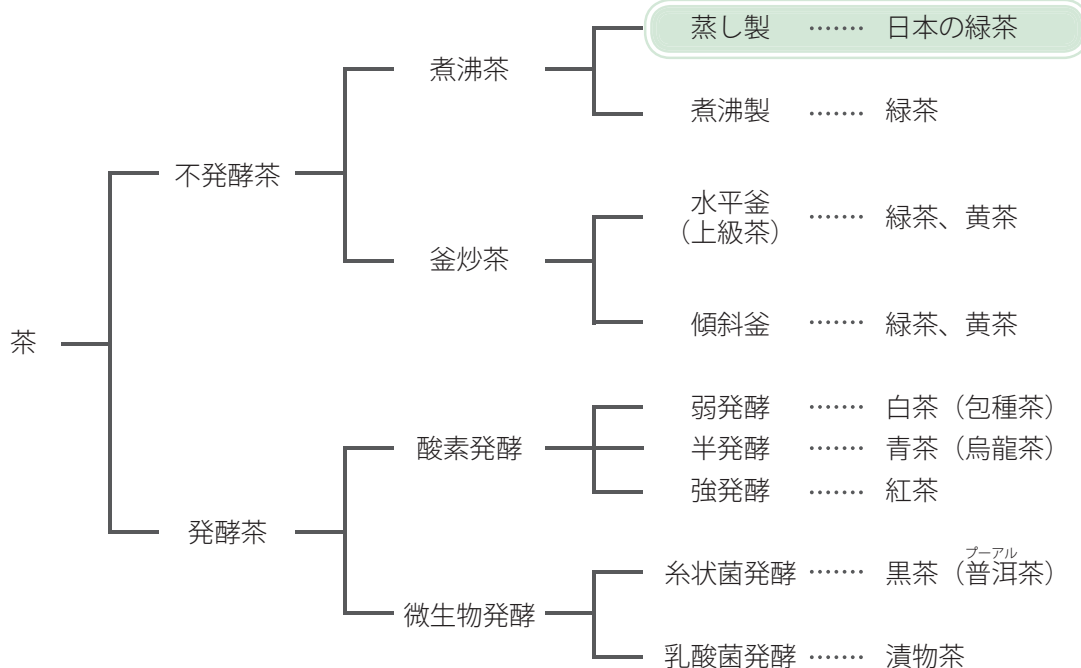 蒸し製 ……. 日本の緑茶
煮沸茶
煮沸製 ……. 緑茶
不発酵茶
水平釜
（上級茶） ……. 緑茶、黄茶
釜炒茶
傾斜釜 ……. 緑茶、黄茶
茶
弱発酵 ……. 白茶（包種茶）
酸素発酵
半発酵 ……. 青茶（烏龍茶）
強発酵 ……. 紅茶
発酵茶
プーアル
糸状菌発酵 ……. 黒茶（普洱茶）
微生物発酵
乳酸菌発酵 ……. 漬物茶